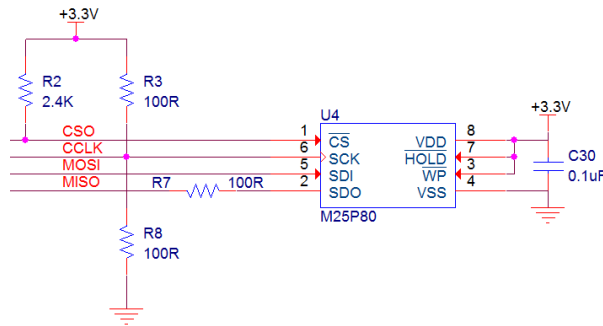 +3.3V
R2
2.4K
R3
100R
CSO
CCLK
MOSI
MISO
R7
100R
R8
100R
U4
1
6
5
2
CS
SCK
SDI
SDO
VDD
HOLD
WP
VSS
8
7
3
4
M25P80
+3.3V
C30
0.1uF